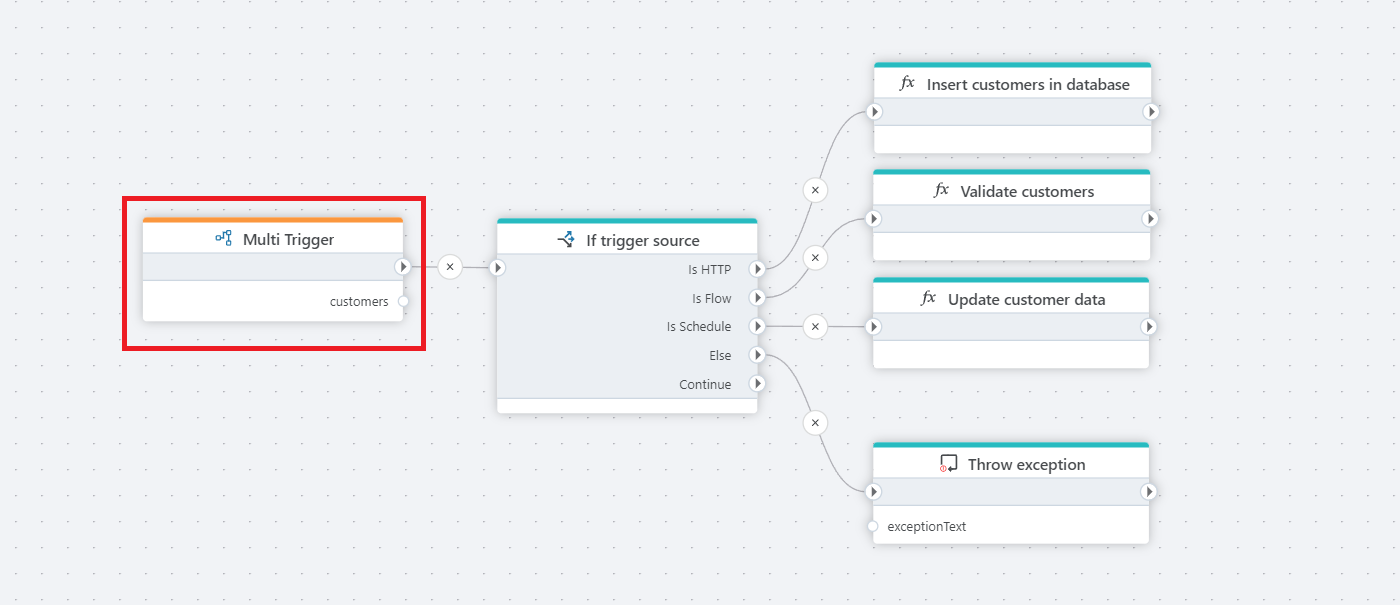 Multi Trigger
customers
If trigger source
Is HTTP
Is Flow
Is Schedule
Else
Continue
fx Insert customers in database
fx Validate customers
fx Update customer data
Throw exception
exceptionText